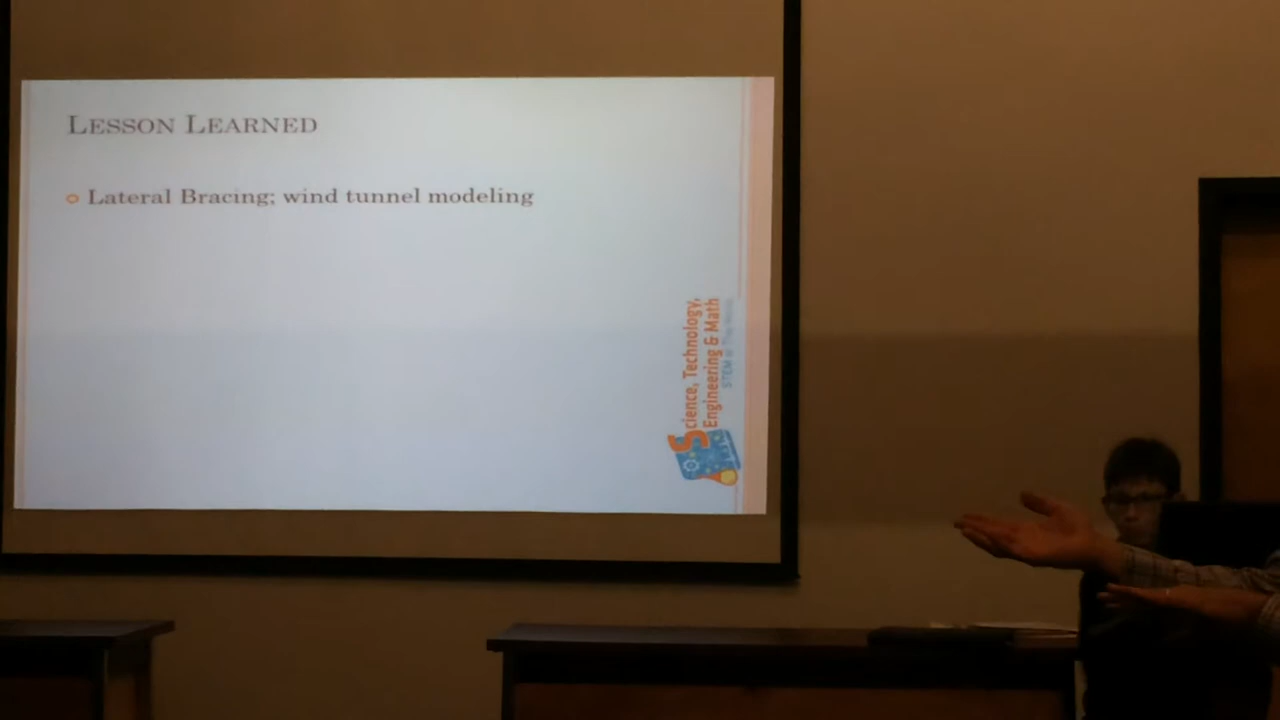 LESSON LEARNED
Lateral Bracing; wind tunnel modeling
Science, Technology,
Engineering & Math